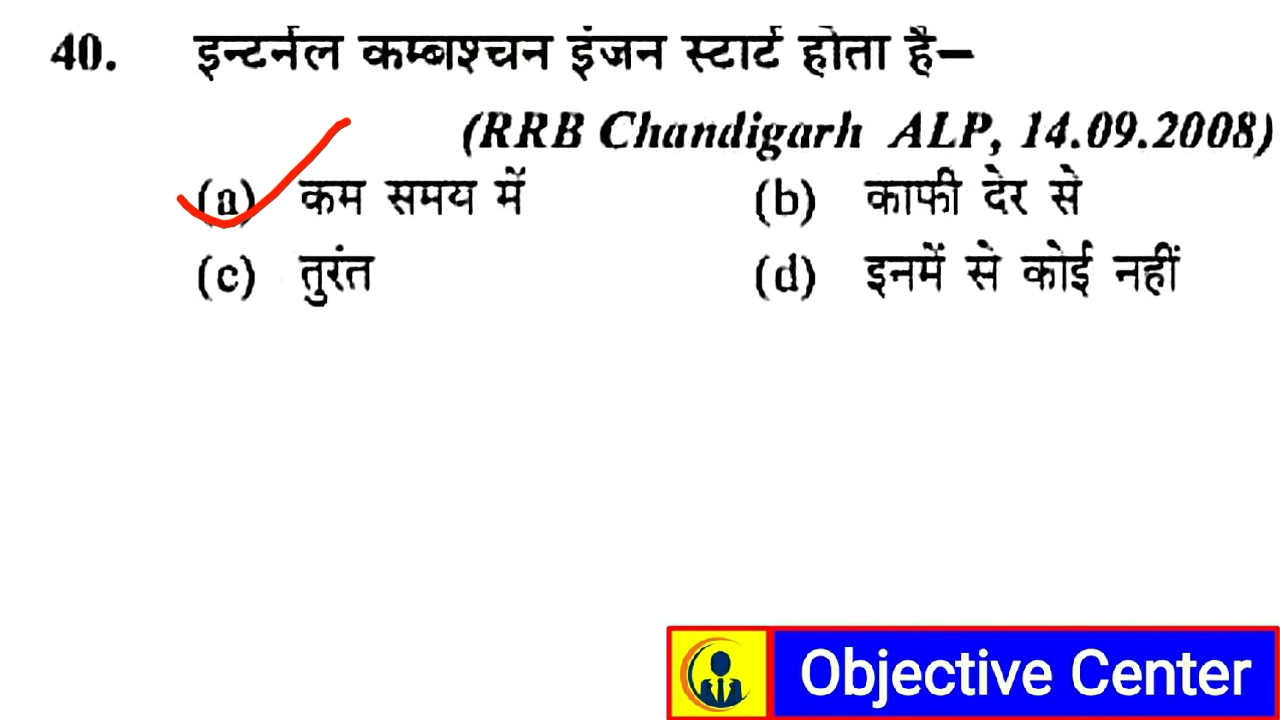 40. इन्टर्नल कम्बश्चन इंजन स्टार्ट होता है–
(RRB Chandigarh ALP, 14.09.2008)
(a) कम समय में (b) काफी देर से
(c) तुरंत (d) इनमें से कोई नहीं
Objective Center